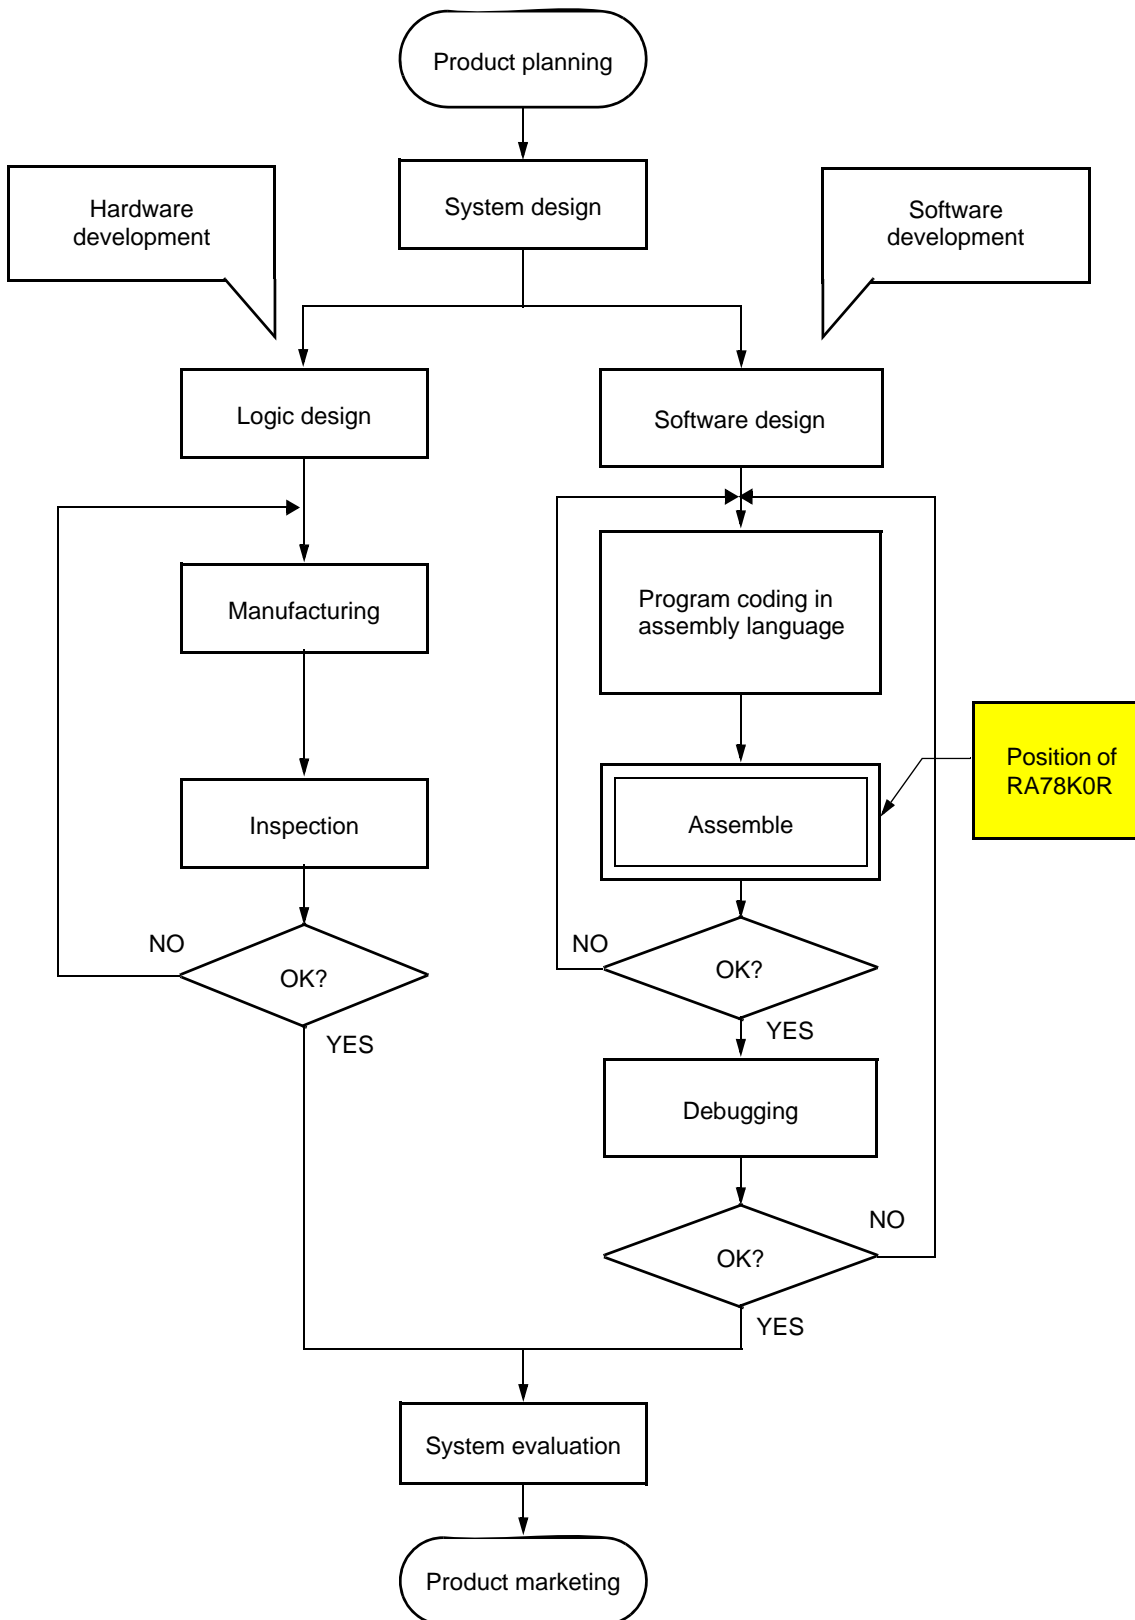 Product planning
System design
Hardware
development
Software
development
Logic design
Software design
Manufacturing
Program coding in
assembly language
Position of
RA78K0R
Inspection
Assemble
NO
OK?
YES
NO
OK?
YES
Debugging
NO
OK?
YES
System evaluation
Product marketing